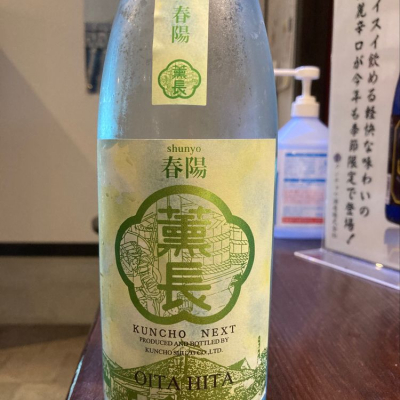 春陽
薫長
shunyo
春陽
薫長
KUNCHO NEXT
PRODUCED AND BOTTLED BY
KUNCHO SHUZO CO.,LTD.
OITA HITA
イスイ飲める軽快な味わいの
辛口が今年も季節限定で登場!